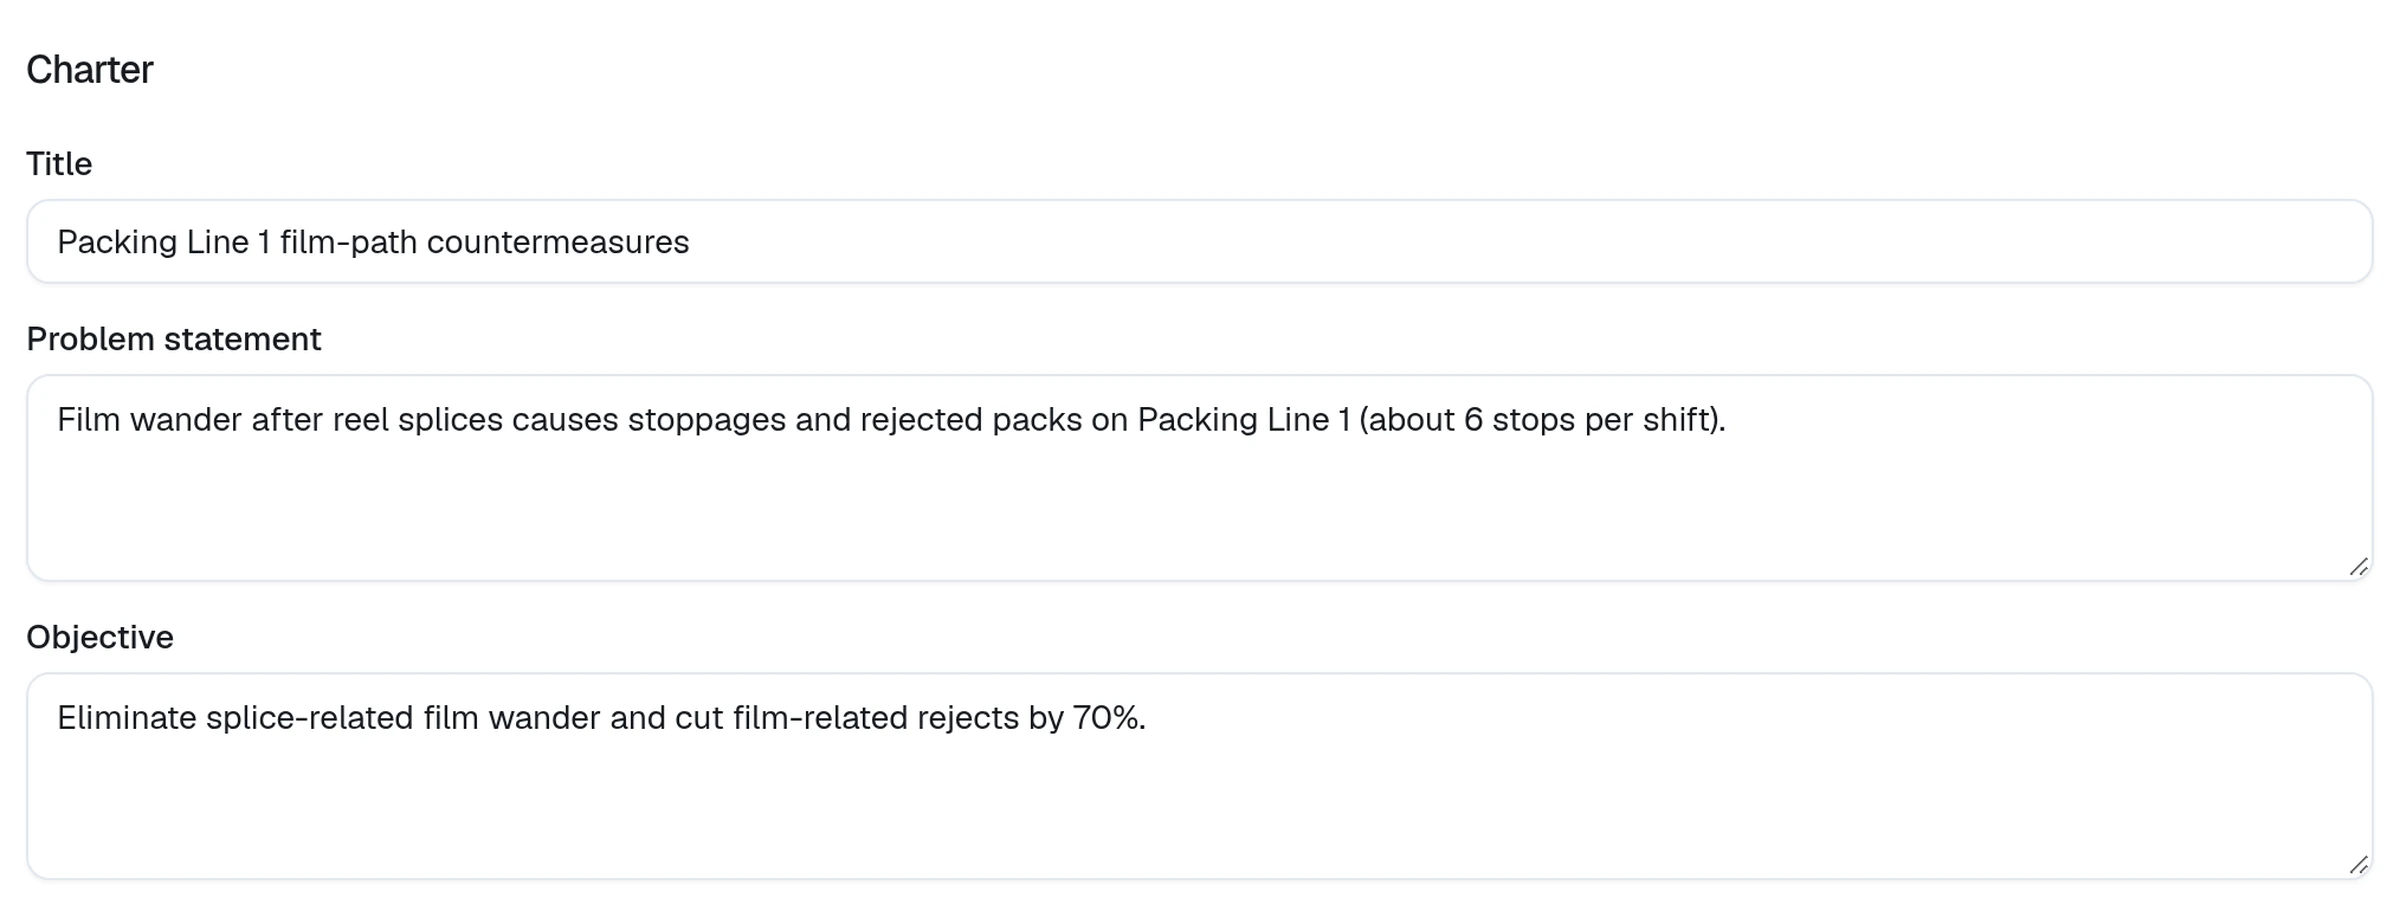 Charter
Title
Packing Line 1 film-path countermeasures
Problem statement
Film wander after reel splices causes stoppages and rejected packs on Packing Line 1 (about 6 stops per shift).
Objective
Eliminate splice-related film wander and cut film-related rejects by 70%.